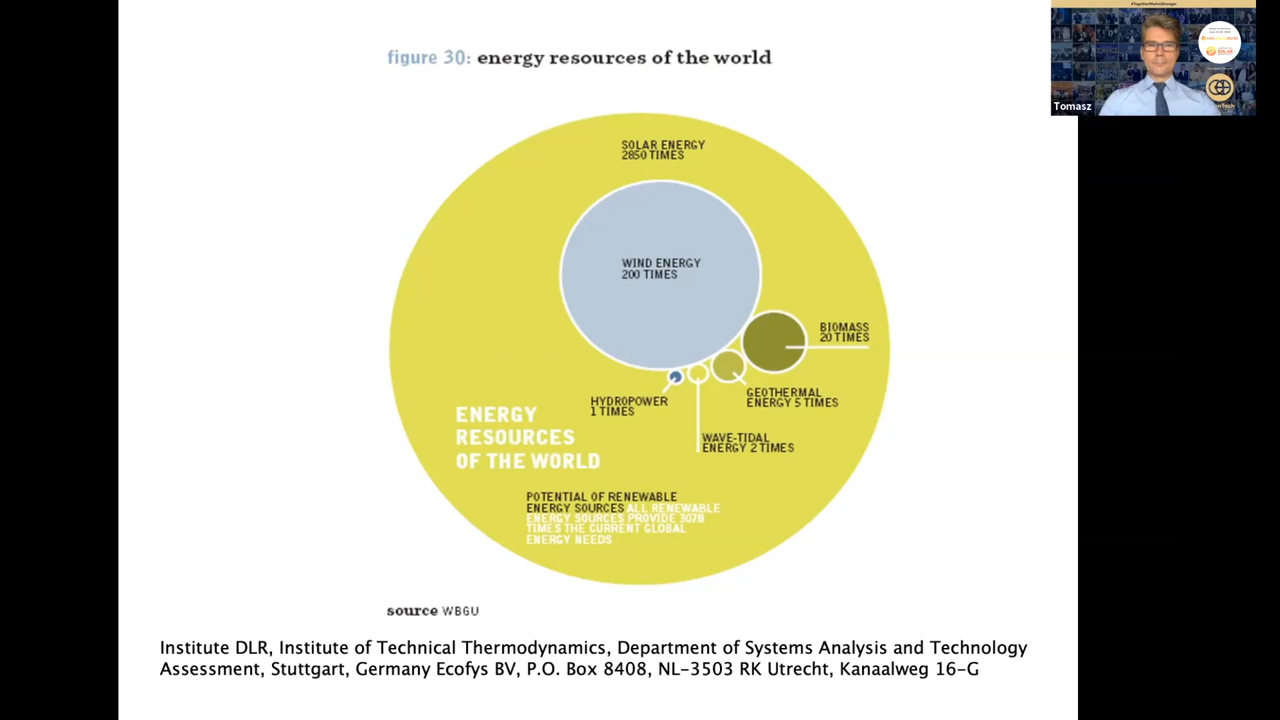 #TogetherWeAreStronger
Tomasz
figure 30: energy resources of the world
SOLAR ENERGY
2850 TIMES
WIND ENERGY
200 TIMES
BIOMASS
20 TIMES
HYDROPOWER
1 TIMES
GEOTHERMAL
ENERGY 5 TIMES
WAVE-TIDAL
ENERGY 2 TIMES
ENERGY
RESOURCES
OF THE WORLD
POTENTIAL OF RENEWABLE
ENERGY SOURCES ALL RENEWABLE
ENERGY SOURCES PROVIDE 3078
TIMES THE CURRENT GLOBAL
ENERGY NEEDS
source WBGU
Institute DLR, Institute of Technical Thermodynamics, Department of Systems Analysis and Technology
Assessment, Stuttgart, Germany Ecofys BV, P.O. Box 8408, NL-3503 RK Utrecht, Kanaalweg 16-G